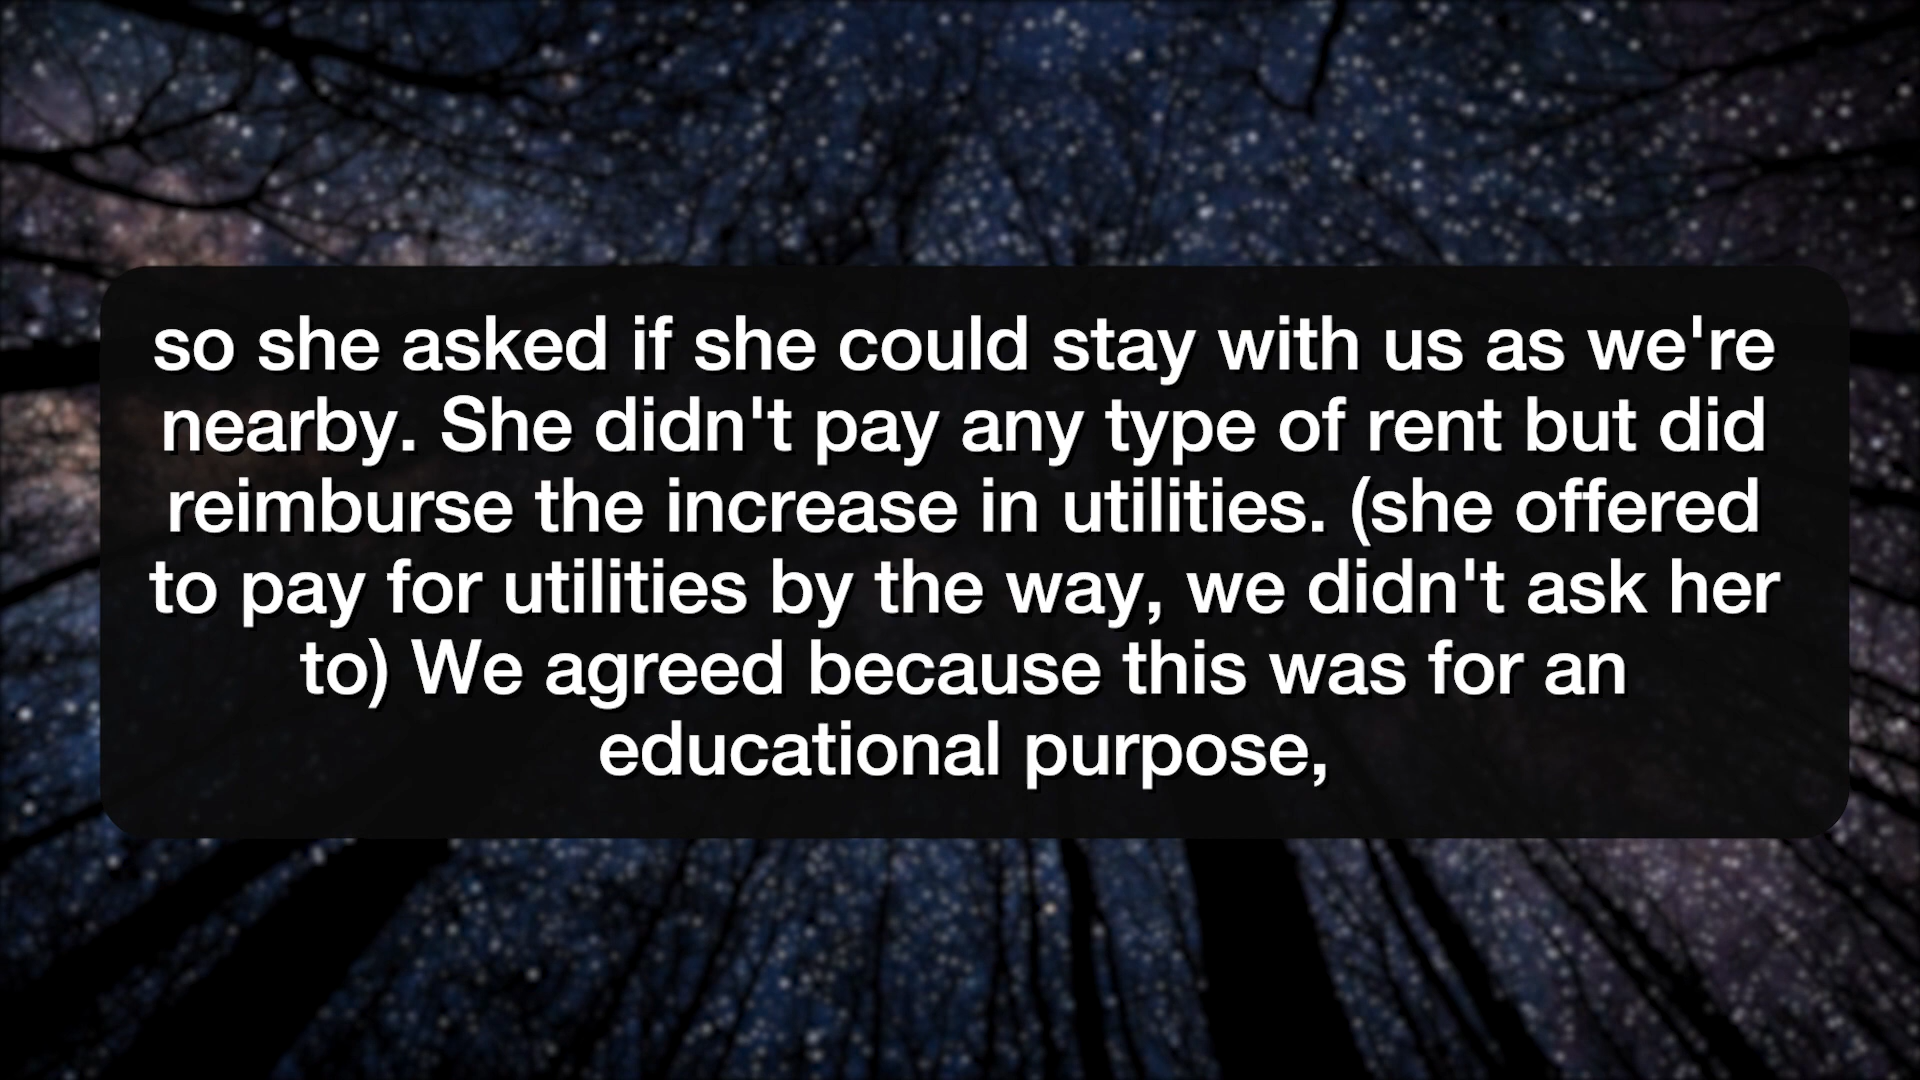 so she asked if she could stay with us as we're
nearby. She didn't pay any type of rent but did
reimburse the increase in utilities. (she offered
to pay for utilities by the way, we didn't ask her
to) We agreed because this was for an
educational purpose,